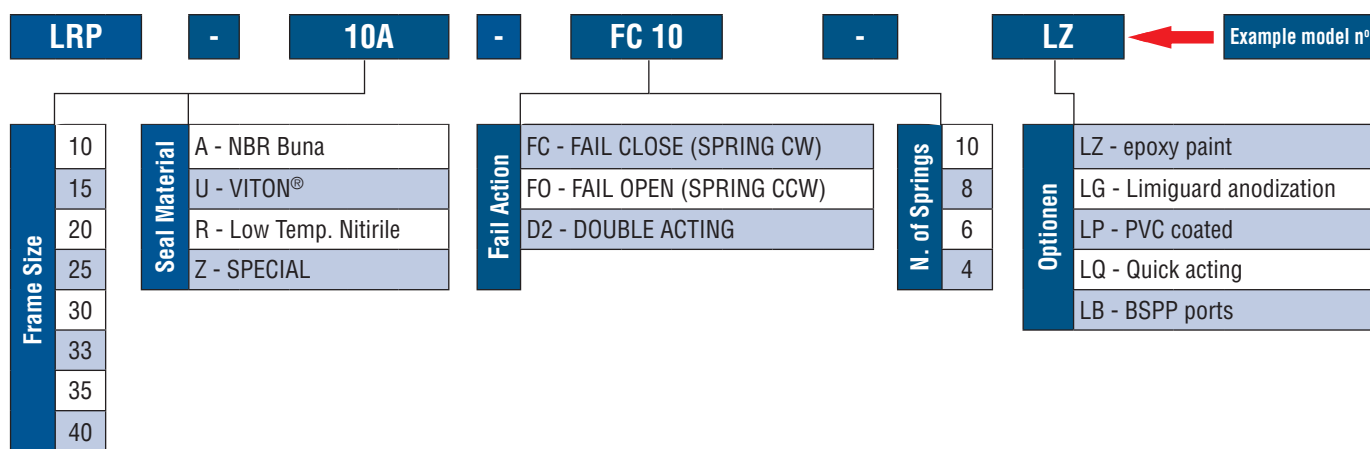 LRP - 10A - FC 10 - LZ Example model nº
Frame Size
10
15
20
25
30
33
35
40
Seal Material
A - NBR Buna
U - VITON®
R - Low Temp. Nitirile
Z - SPECIAL
Fail Action
FC - FAIL CLOSE (SPRING CW)
FO - FAIL OPEN (SPRING CCW)
D2 - DOUBLE ACTING
N. of Springs
10
8
6
4
Optionen
LZ - epoxy paint
LG - Limiguard anodization
LP - PVC coated
LQ - Quick acting
LB - BSPP ports